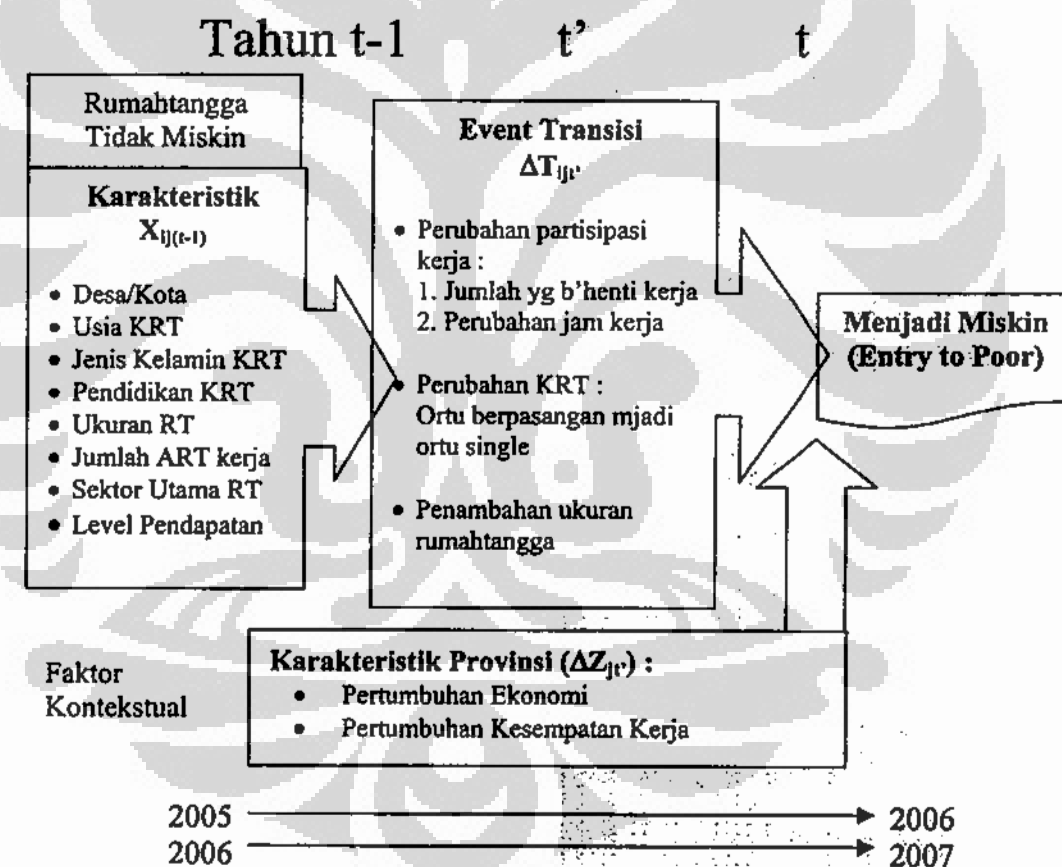 Tahun t-1 t’ t
Rumahtangga
Tidak Miskin
Karakteristik
X_ij(t-1)
• Desa/Kota
• Usia KRT
• Jenis Kelamin KRT
• Pendidikan KRT
• Ukuran RT
• Jumlah ART kerja
• Sektor Utama RT
• Level Pendapatan
Event Transisi
ΔT_ijt’
• Perubahan partisipasi
kerja :
1. Jumlah yg b'henti kerja
2. Perubahan jam kerja
• Perubahan KRT :
Ortu berpasangan mjadi
ortu single
• Penambahan ukuran
rumahtangga
Menjadi Miskin
(Entry to Poor)
Faktor
Kontekstual
Karakteristik Provinsi (ΔZ_jt’) :
• Pertumbuhan Ekonomi
• Pertumbuhan Kesempatan Kerja
2005 2006
2006 2007